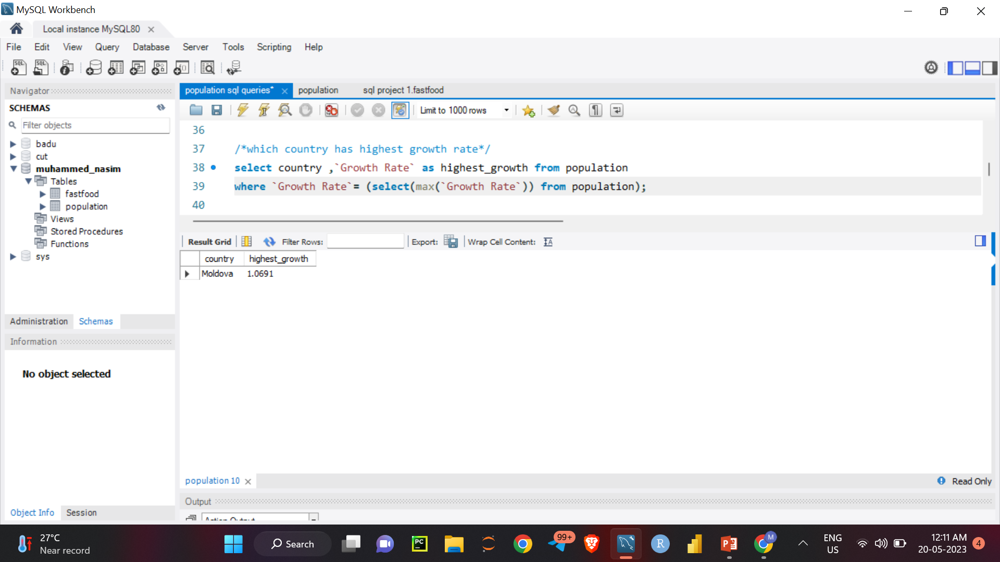 MySQL Workbench
Local instance MySQL80
File Edit View Query Database Server Tools Scripting Help
Navigator
SCHEMAS
Filter objects
badu
cut
muhammed_nasim
Tables
fastfood
population
Views
Stored Procedures
Functions
sys
Administration Schemas
Information
No object selected
Object Info Session
population sql queries* population sql project 1.fastfood
Limit to 1000 rows
36
37 /*which country has highest growth rate*/
38 select country ,`Growth Rate` as highest_growth from population
39 where `Growth Rate`= (select(max(`Growth Rate`)) from population);
40
Result Grid Filter Rows: Export: Wrap Cell Content:
country highest_growth
Moldova 1.0691
population 10 Read Only
Output
Action Output
27°C
Near record
Search
PC
99+
R
P
M
ENG
US
12:11 AM
20-05-2023
4